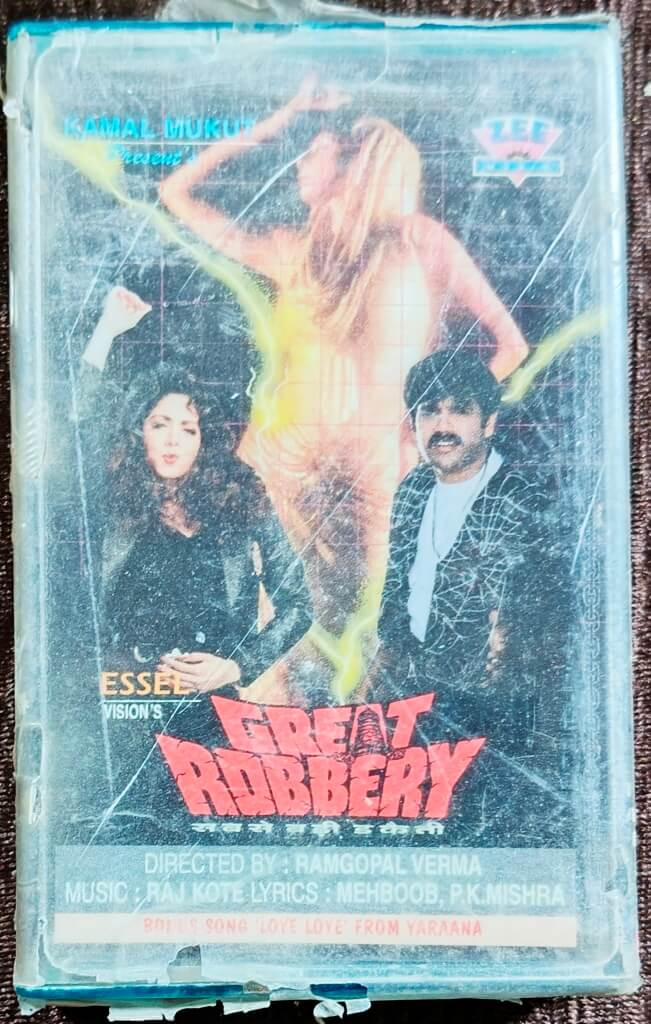 KAMAL MUKUT
Present's
ZEE
ESSEL
VISION'S
GREAT
ROBBERY
सबसे बड़ी डकैती
DIRECTED BY : RAMGOPAL VERMA
MUSIC : RAJ KOTE LYRICS : MEHBOOB, P.K.MISHRA
BONUS SONG 'LOVE LOVE' FROM YARAANA